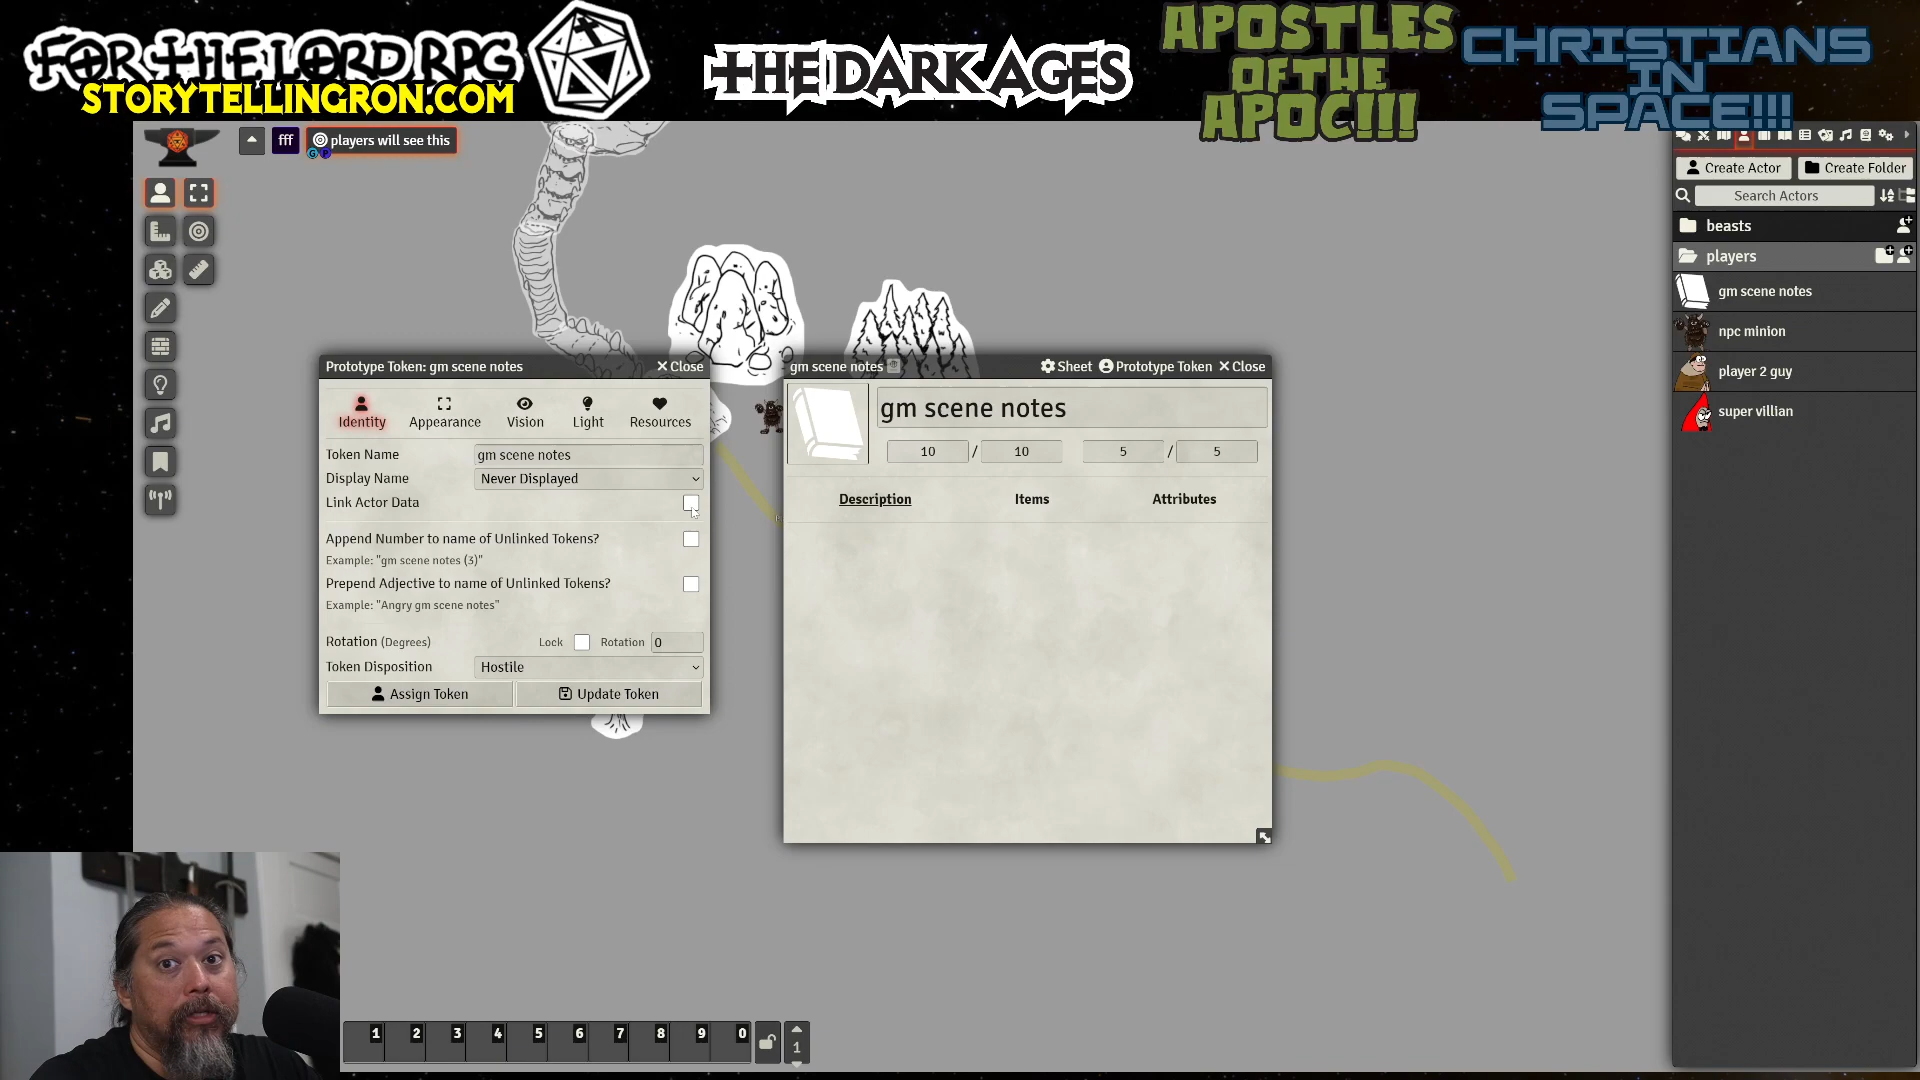 FOR THE LORD RPG
STORYTELLINGRON.COM
THE DARK AGES
APOSTLES
OF THE
APOC!!!
CHRISTIANS
IN
SPACE!!!
fff
players will see this
G P
Create Actor
Create Folder
Search Actors
beasts
players
gm scene notes
npc minion
player 2 guy
super villian
Prototype Token: gm scene notes
Close
Identity
Appearance
Vision
Light
Resources
Token Name
gm scene notes
Display Name
Never Displayed
Link Actor Data
Append Number to name of Unlinked Tokens?
Example: "gm scene notes (3)"
Prepend Adjective to name of Unlinked Tokens?
Example: "Angry gm scene notes"
Rotation (Degrees)
Lock
Rotation
0
Token Disposition
Hostile
Assign Token
Update Token
gm scene notes
Sheet
Prototype Token
Close
gm scene notes
10 / 10
5 / 5
Description
Items
Attributes
1 2 3 4 5 6 7 8 9 0
1